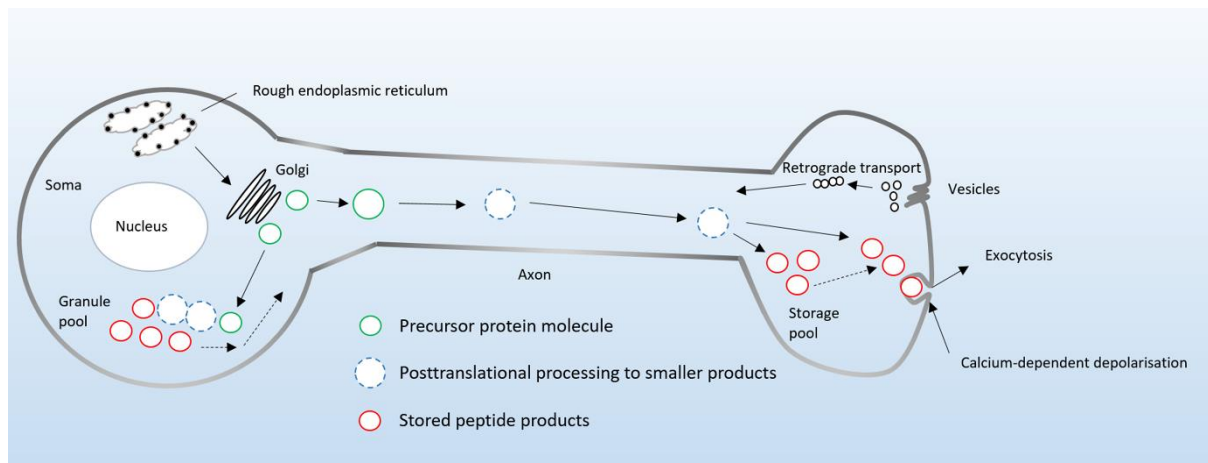 Rough endoplasmic reticulum
Golgi
Soma
Nucleus
Retrograde transport
Vesicles
Exocytosis
Axon
Granule
pool
Storage
pool
Calcium-dependent depolarisation
Precursor protein molecule
Posttranslational processing to smaller products
Stored peptide products